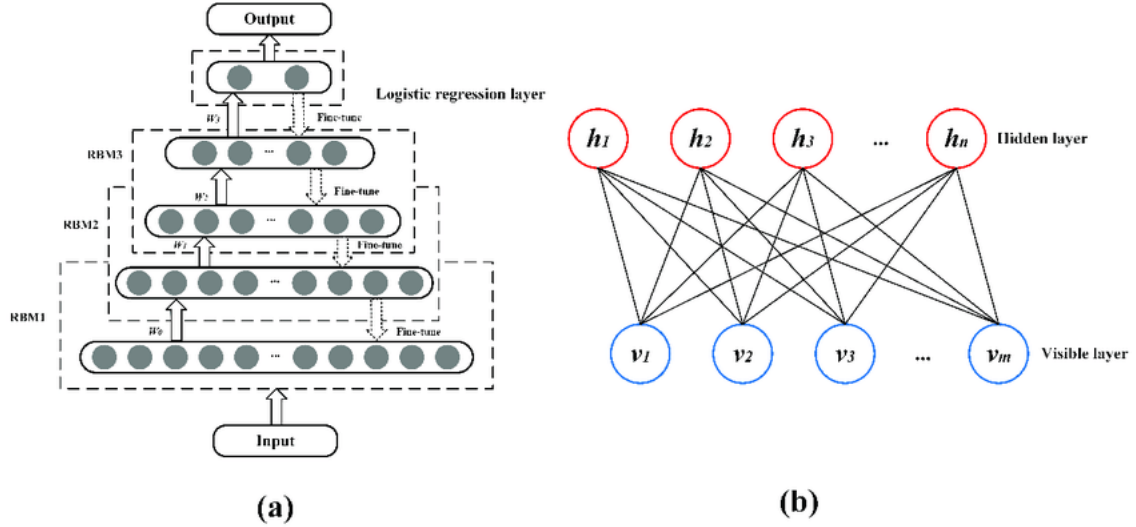 Output
Logistic regression layer
W3
Fine-tune
RBM3
W2
Fine-tune
RBM2
W1
Fine-tune
RBM1
W0
Fine-tune
Input
(a)
h1 h2 h3 ... hn Hidden layer
v1 v2 v3 ... vm Visible layer
(b)